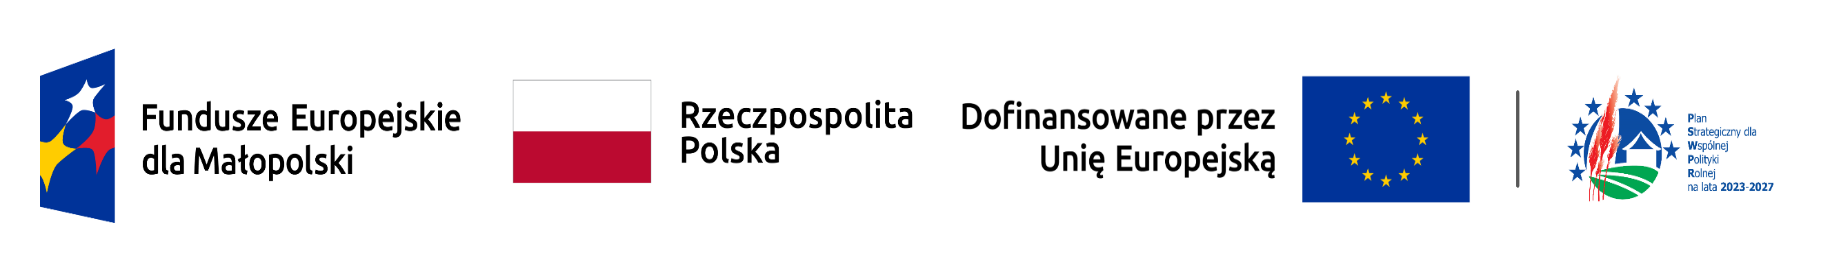 Fundusze Europejskie
dla Małopolski
Rzeczpospolita
Polska
Dofinansowane przez
Unię Europejską
Plan
Strategiczny dla
Wspólnej
Polityki
Rolnej
na lata 2023-2027